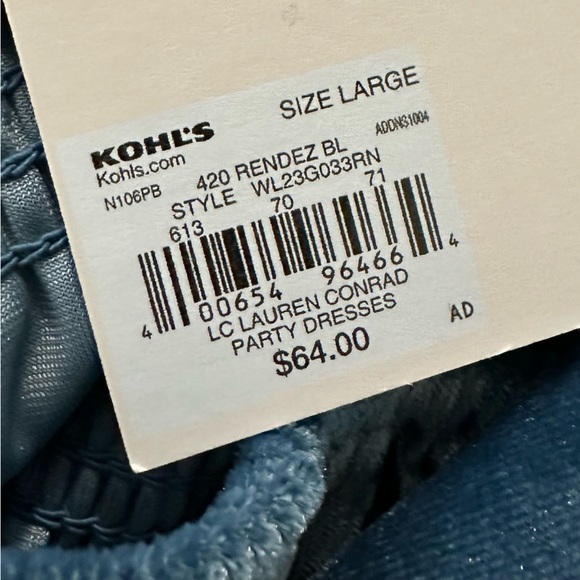 SIZE LARGE
KOHL'S
Kohls.com
ADDNS1004
N106PB 420 RENDEZ BL
STYLE WL23G033RN
613 70 71
4 00654 96466 4
LC LAUREN CONRAD
PARTY DRESSES
$64.00
AD